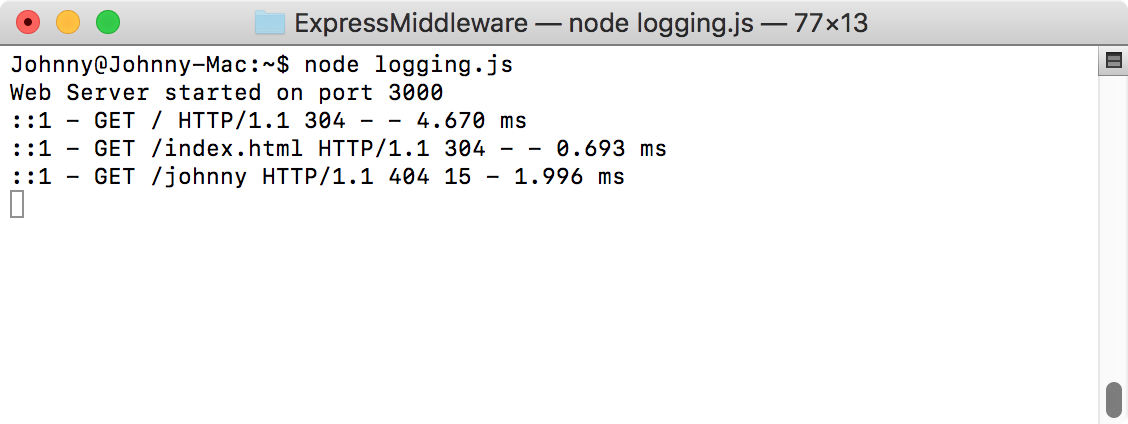 ExpressMiddleware — node logging.js — 77×13
Johnny@Johnny-Mac:~$ node logging.js
Web Server started on port 3000
::1 - GET / HTTP/1.1 304 - - 4.670 ms
::1 - GET /index.html HTTP/1.1 304 - - 0.693 ms
::1 - GET /johnny HTTP/1.1 404 15 - 1.996 ms